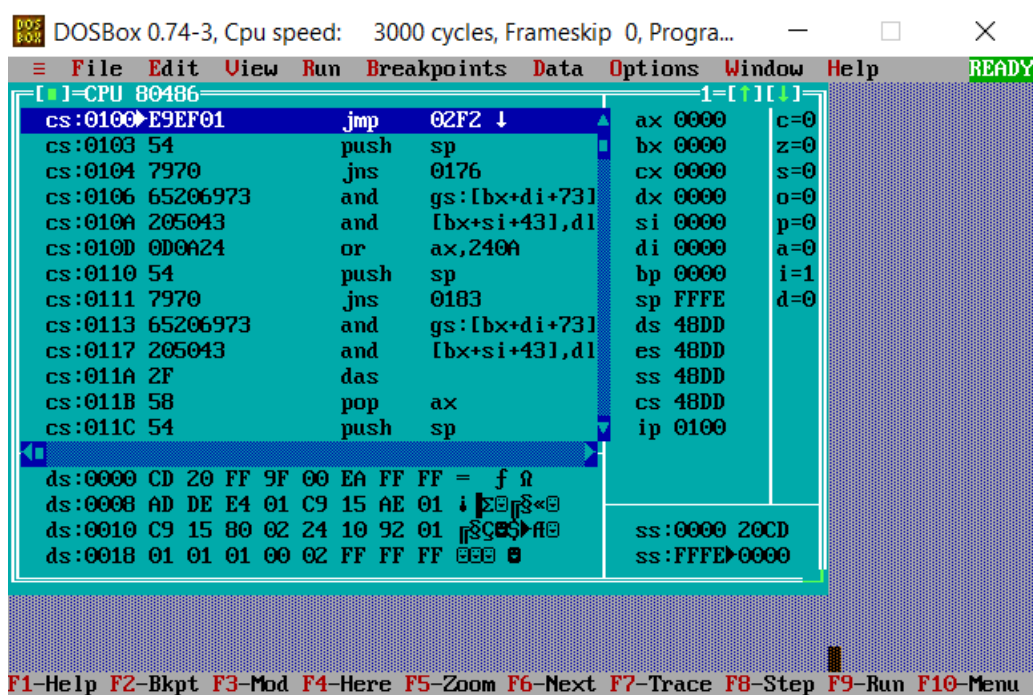 DOS BOX DOSBox 0.74-3, Cpu speed: 3000 cycles, Frameskip 0, Progra...
≡ File Edit View Run Breakpoints Data Options Window Help READY
[■]=CPU 80486 1=[↑][↓]
cs:0100►E9EF01 jmp 02F2 ↓ ax 0000 c=0
cs:0103 54 push sp bx 0000 z=0
cs:0104 7970 jns 0176 cx 0000 s=0
cs:0106 65206973 and gs:[bx+di+73] dx 0000 o=0
cs:010A 205043 and [bx+si+43],dl si 0000 p=0
cs:010D 0D0A24 or ax,240A di 0000 a=0
cs:0110 54 push sp bp 0000 i=1
cs:0111 7970 jns 0183 sp FFFE d=0
cs:0113 65206973 and gs:[bx+di+73] ds 48DD
cs:0117 205043 and [bx+si+43],dl es 48DD
cs:011A 2F das ss 48DD
cs:011B 58 pop ax cs 48DD
cs:011C 54 push sp ip 0100
ds:0000 CD 20 FF 9F 00 EA FF FF = ƒ Ω
ds:0008 AD DE E4 01 C9 15 AE 01 ¡▐Σ☺╔§«☺
ds:0010 C9 15 80 02 24 10 92 01 ╔§Ç☻$►Æ☺ ss:0000 20CD
ds:0018 01 01 01 00 02 FF FF FF ☺☺☺ ☻ ss:FFFE►0000
F1-Help F2-Bkpt F3-Mod F4-Here F5-Zoom F6-Next F7-Trace F8-Step F9-Run F10-Menu